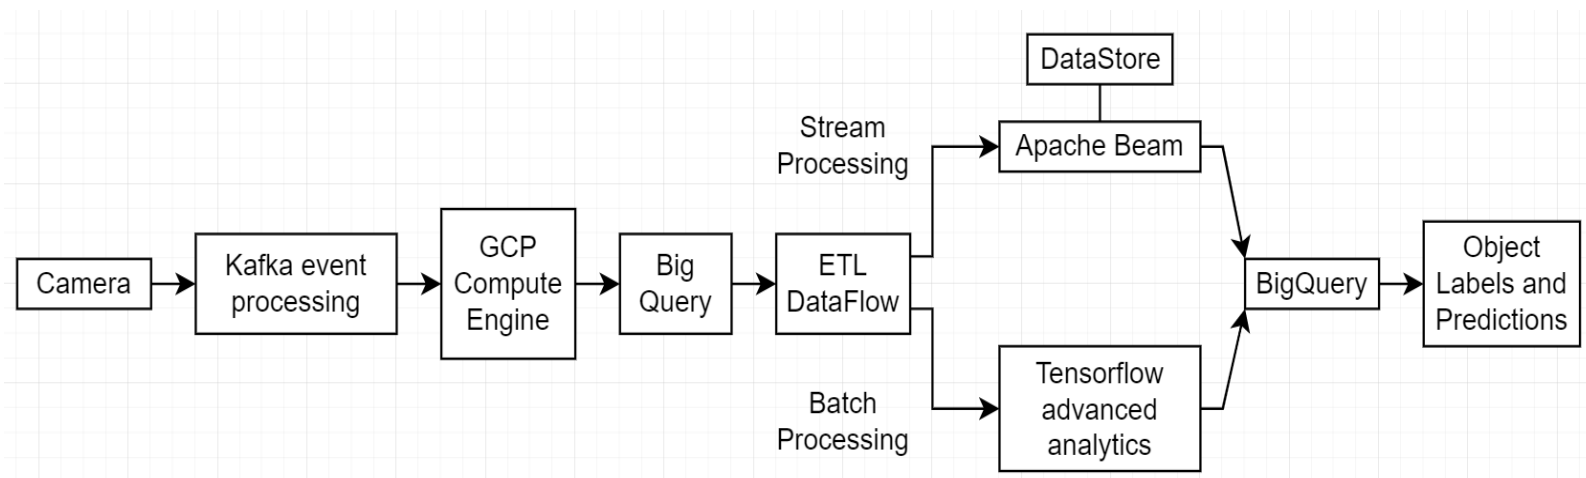 Camera
Kafka event
processing
GCP
Compute
Engine
Big
Query
ETL
DataFlow
Stream
Processing
DataStore
Apache Beam
Batch
Processing
Tensorflow
advanced
analytics
BigQuery
Object
Labels and
Predictions